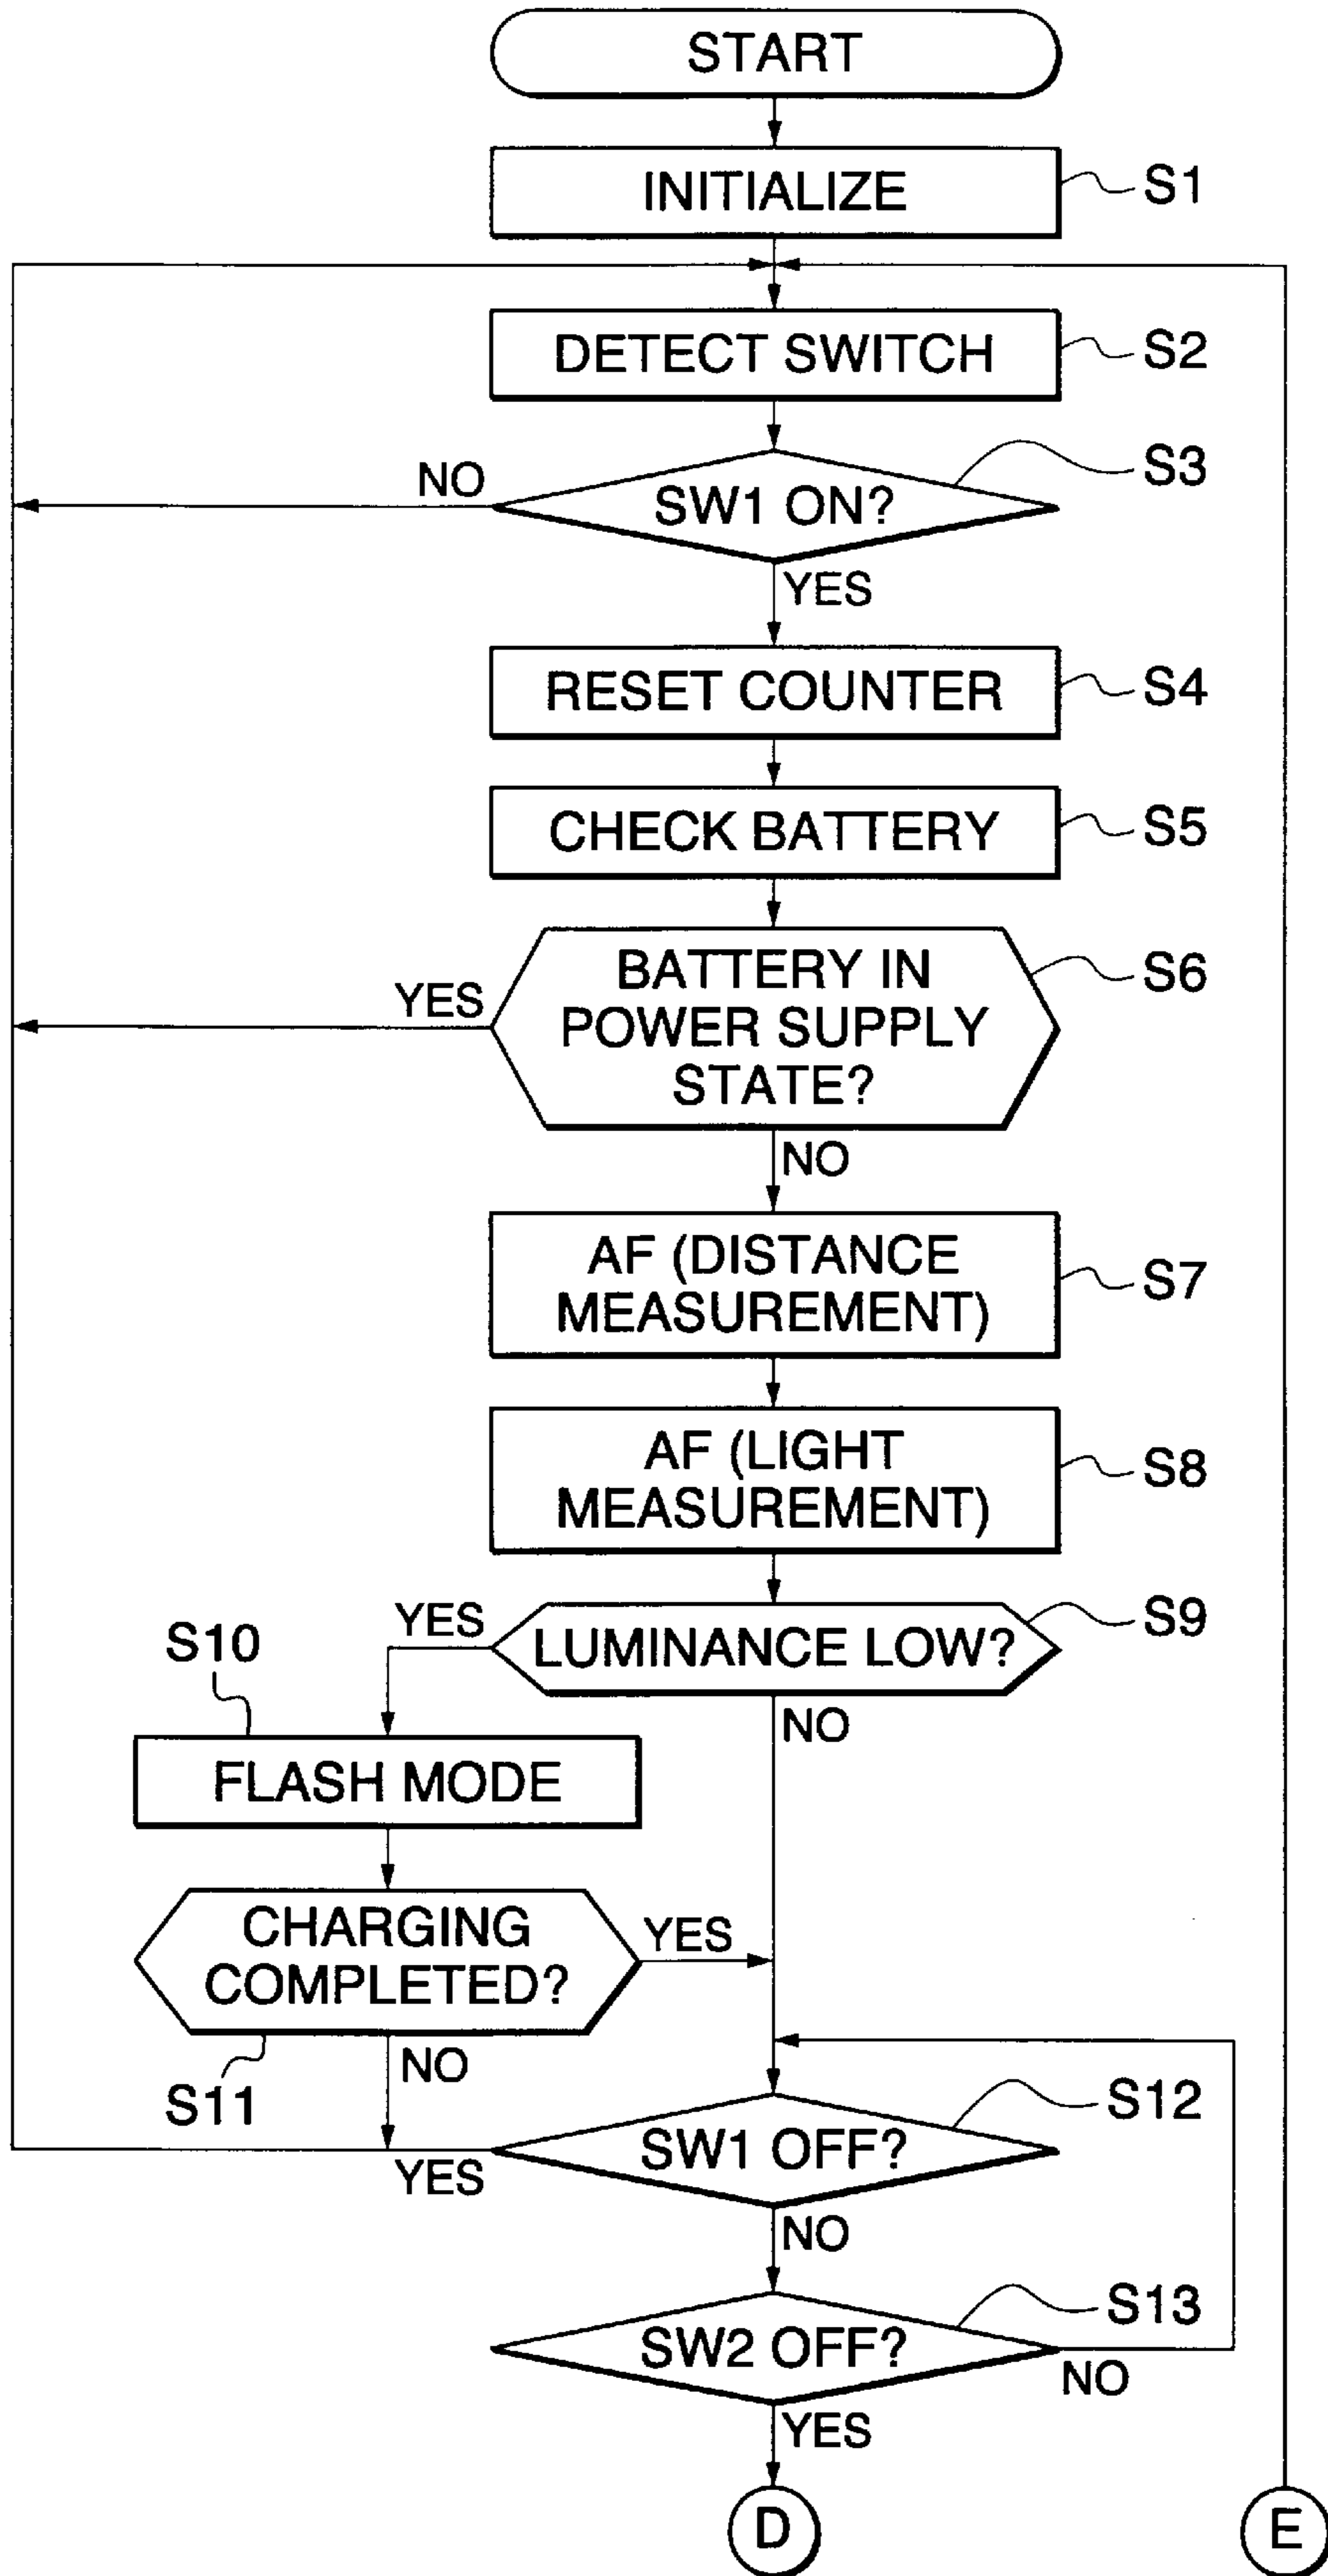 START
INITIALIZE
S1
DETECT SWITCH
S2
S3
NO
SW1 ON?
YES
RESET COUNTER
S4
CHECK BATTERY
S5
BATTERY IN
POWER SUPPLY
STATE?
S6
YES
NO
AF (DISTANCE
MEASUREMENT)
S7
AF (LIGHT
MEASUREMENT)
S8
S9
YES
LUMINANCE LOW?
NO
S10
FLASH MODE
CHARGING
COMPLETED?
YES
S11
NO
S12
SW1 OFF?
YES
NO
S13
SW2 OFF?
NO
YES
D
E